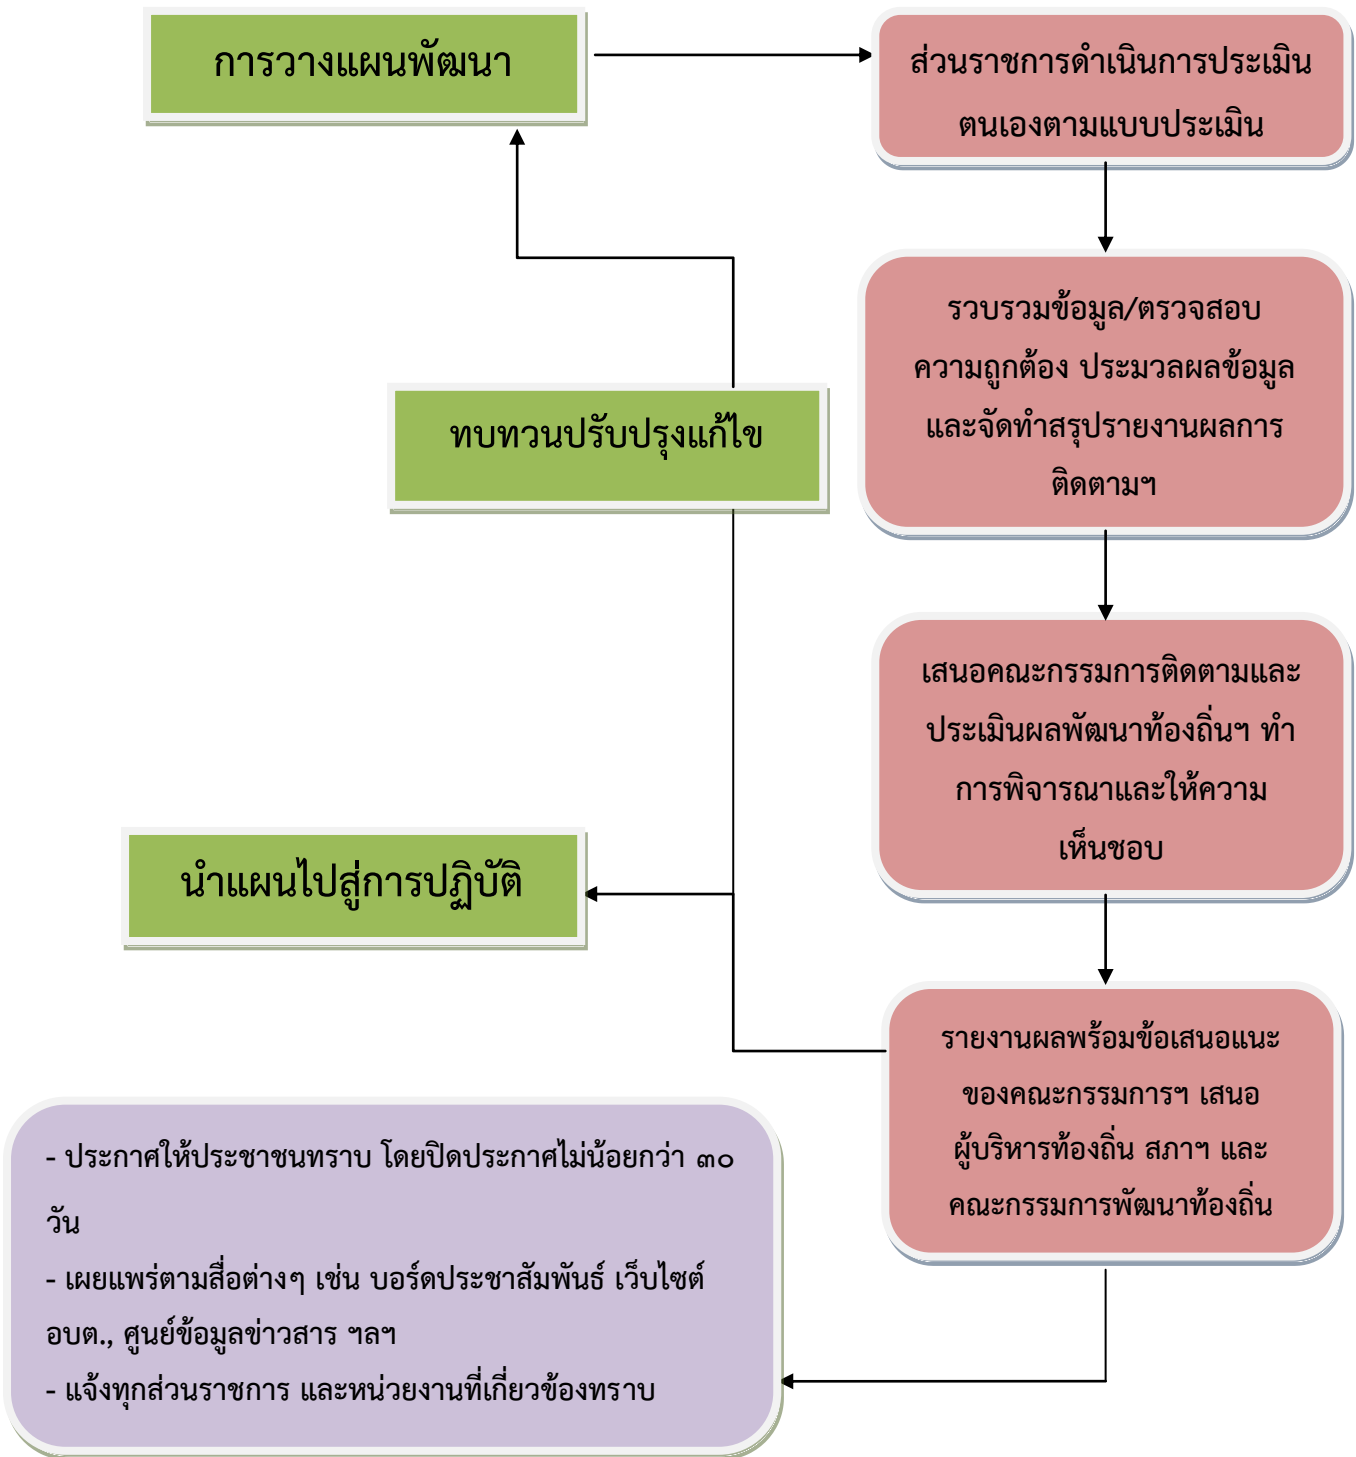 การวางแผนพัฒนา
ส่วนราชการดำเนินการประเมิน
ตนเองตามแบบประเมิน
รวบรวมข้อมูล/ตรวจสอบ
ความถูกต้อง ประมวลผลข้อมูล
และจัดทำสรุปรายงานผลการ
ติดตามฯ
ทบทวนปรับปรุงแก้ไข
เสนอคณะกรรมการติดตามและ
ประเมินผลพัฒนาท้องถิ่นฯ ทำ
การพิจารณาและให้ความ
เห็นชอบ
นำแผนไปสู่การปฏิบัติ
รายงานผลพร้อมข้อเสนอแนะ
ของคณะกรรมการฯ เสนอ
ผู้บริหารท้องถิ่น สภาฯ และ
คณะกรรมการพัฒนาท้องถิ่น
- ประกาศให้ประชาชนทราบ โดยปิดประกาศไม่น้อยกว่า ๓๐
วัน
- เผยแพร่ตามสื่อต่างๆ เช่น บอร์ดประชาสัมพันธ์ เว็บไซต์
อบต., ศูนย์ข้อมูลข่าวสาร ฯลฯ
- แจ้งทุกส่วนราชการ และหน่วยงานที่เกี่ยวข้องทราบ